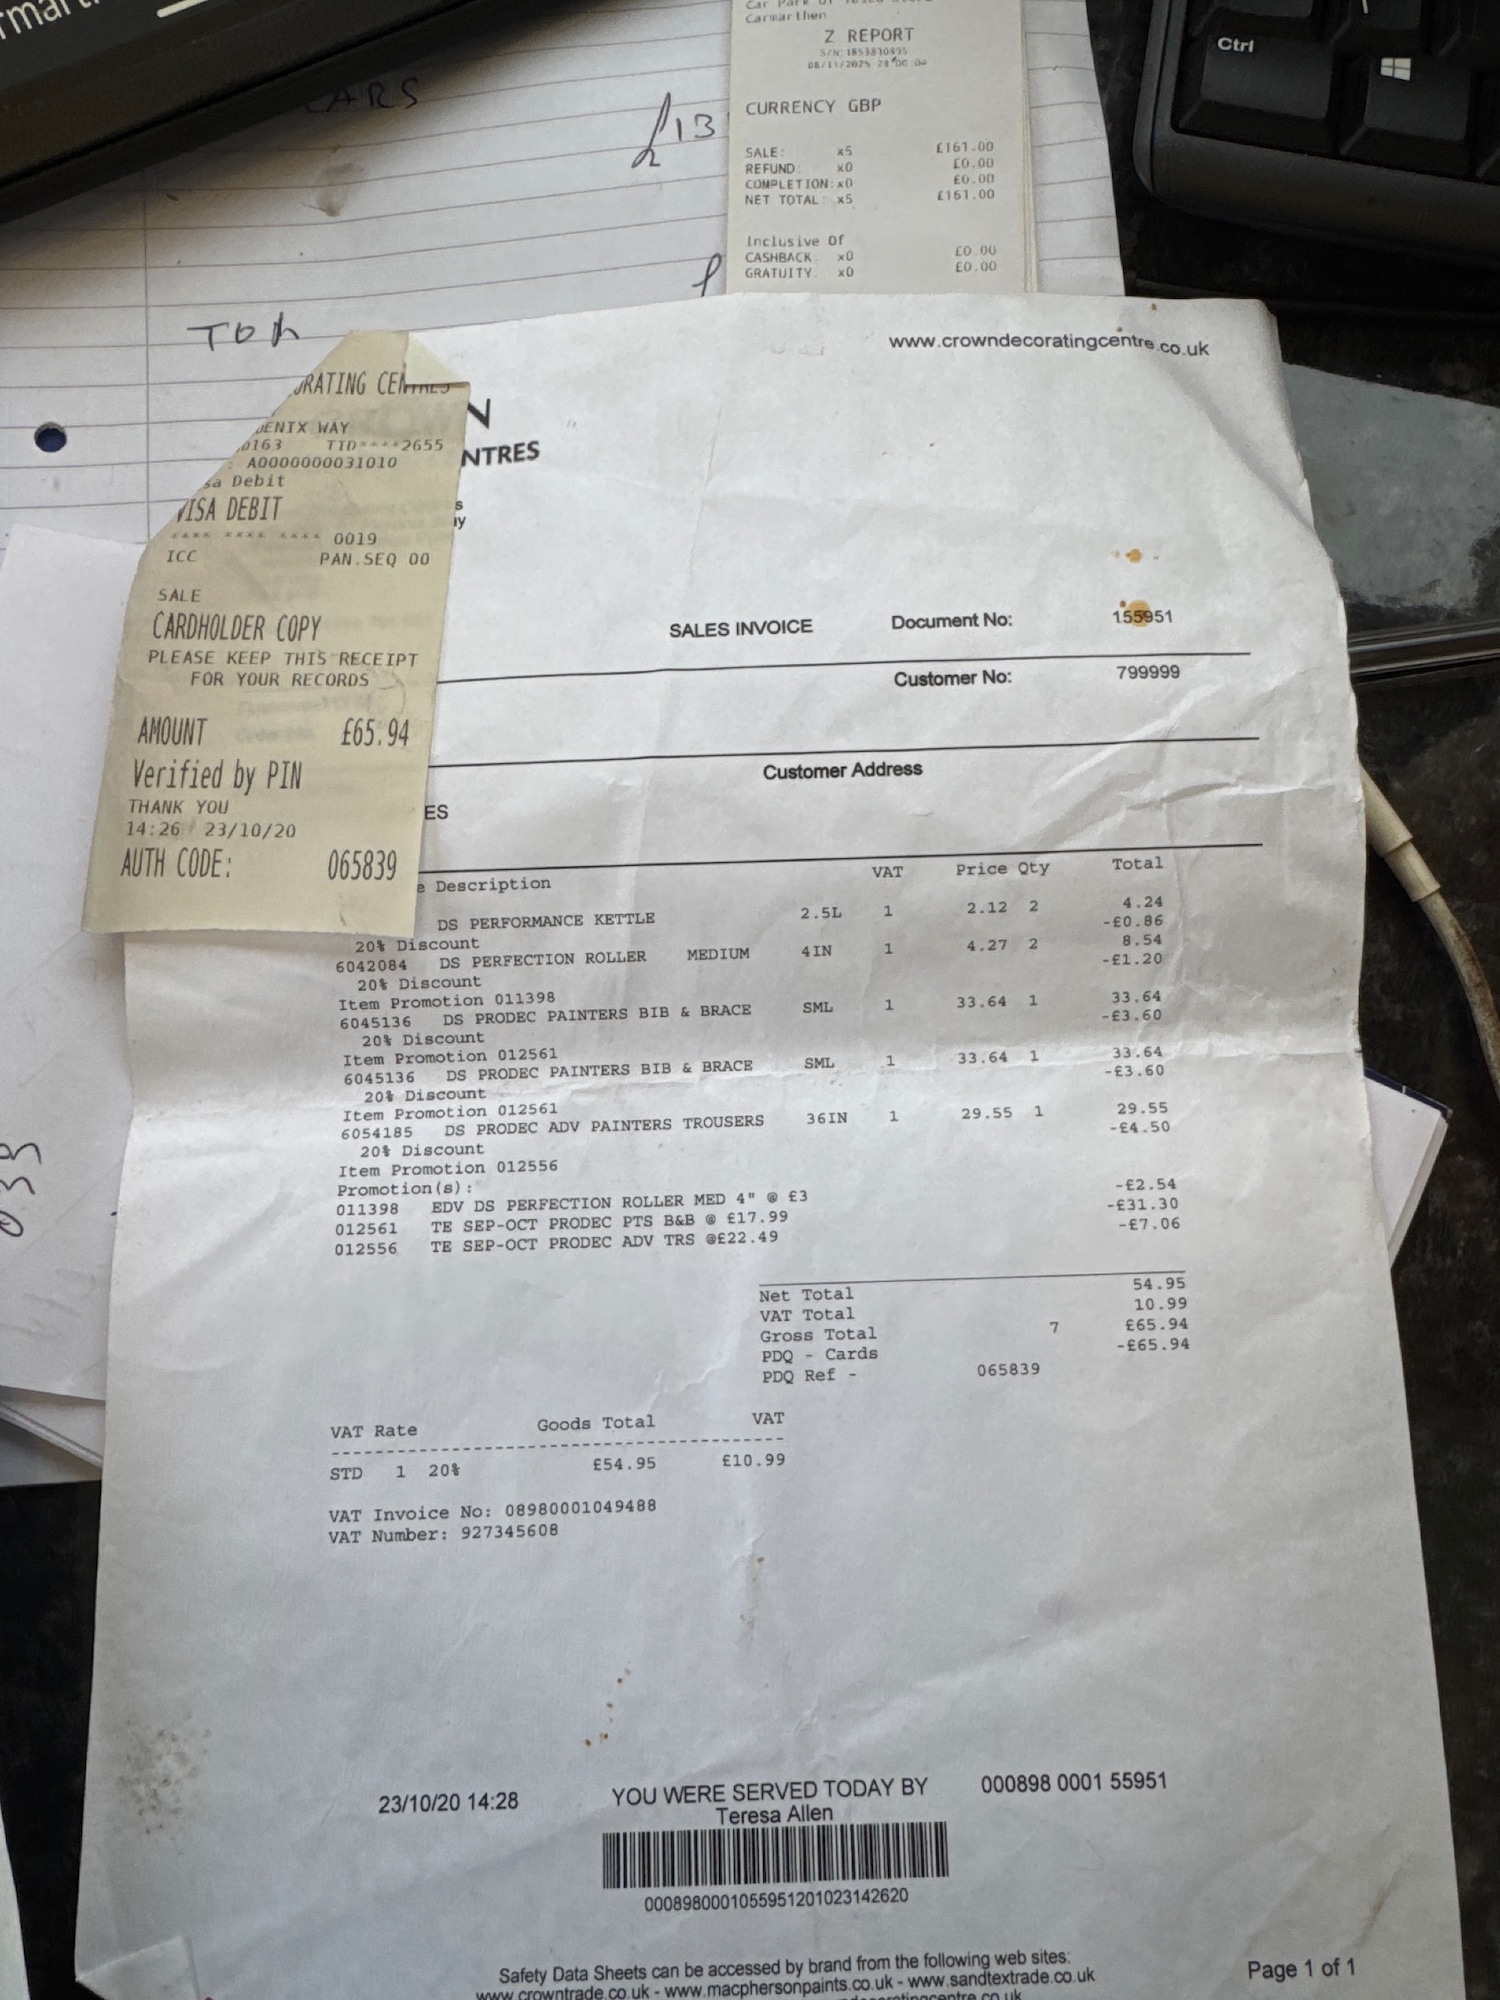 Ctrl
CARS
£13
Carmarthen
Z REPORT
S/N:1853830895
08/11/2025 23:00:04
CURRENCY GBP
SALE: x5 £161.00
REFUND: x0 £0.00
COMPLETION: x0 £0.00
NET TOTAL: x5 £161.00
Inclusive Of
CASHBACK: x0 £0.00
GRATUITY: x0 £0.00
www.crowndecoratingcentre.co.uk
NTRES
RATING CENTRES
ENIX WAY
0163 TID****2655
: A0000000031010
sa Debit
VISA DEBIT
**** **** **** 0019
ICC PAN.SEQ 00
SALE
CARDHOLDER COPY
PLEASE KEEP THIS RECEIPT
FOR YOUR RECORDS
AMOUNT £65.94
Verified by PIN
THANK YOU
14:26 23/10/20
AUTH CODE: 065839
SALES INVOICE Document No: 155951
Customer No: 799999
Customer Address
ES
e Description VAT Price Qty Total
DS PERFORMANCE KETTLE 2.5L 1 2.12 2 4.24
20% Discount -£0.86
6042084 DS PERFECTION ROLLER MEDIUM 4IN 1 4.27 2 8.54
20% Discount -£1.20
Item Promotion 011398
6045136 DS PRODEC PAINTERS BIB & BRACE SML 1 33.64 1 33.64
20% Discount -£3.60
Item Promotion 012561
6045136 DS PRODEC PAINTERS BIB & BRACE SML 1 33.64 1 33.64
20% Discount -£3.60
Item Promotion 012561
6054185 DS PRODEC ADV PAINTERS TROUSERS 36IN 1 29.55 1 29.55
20% Discount -£4.50
Item Promotion 012556
Promotion(s):
011398 EDV DS PERFECTION ROLLER MED 4" @ £3 -£2.54
012561 TE SEP-OCT PRODEC PTS B&B @ £17.99 -£31.30
012556 TE SEP-OCT PRODEC ADV TRS @£22.49 -£7.06
Net Total 54.95
VAT Total 10.99
Gross Total 7 £65.94
PDQ - Cards -£65.94
PDQ Ref - 065839
VAT Rate Goods Total VAT
STD 1 20% £54.95 £10.99
VAT Invoice No: 08980001049488
VAT Number: 927345608
23/10/20 14:28 YOU WERE SERVED TODAY BY 000898 0001 55951
Teresa Allen
0008980001055951201023142620
Safety Data Sheets can be accessed by brand from the following web sites:
www.crowntrade.co.uk - www.macphersonpaints.co.uk - www.sandtextrade.co.uk
Page 1 of 1